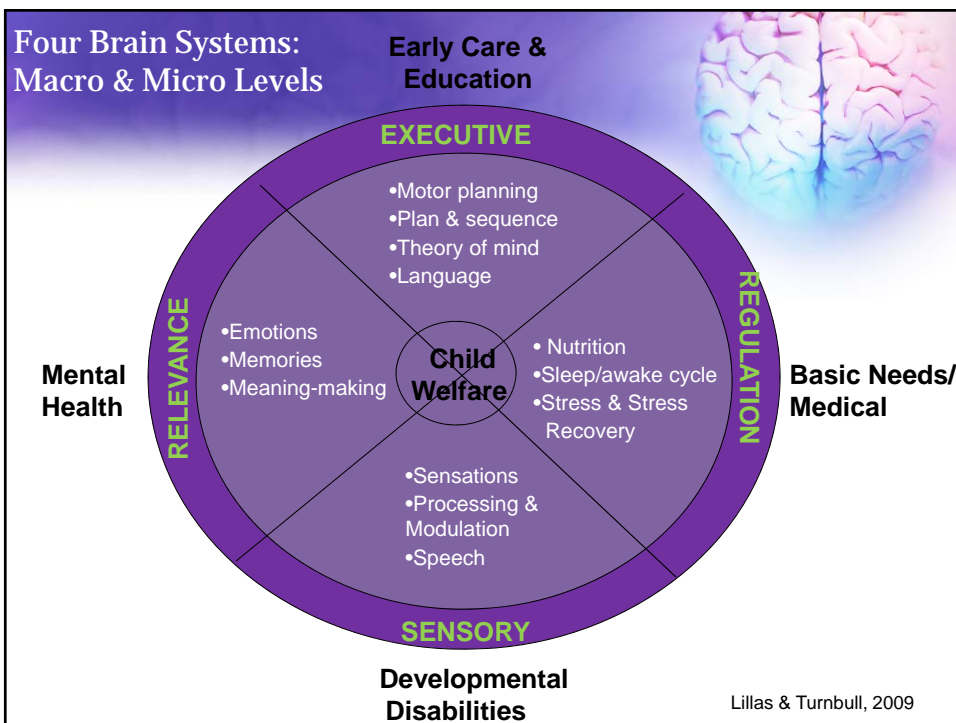 Four Brain Systems:
Macro & Micro Levels
Early Care &
Education
EXECUTIVE
•Motor planning
•Plan & sequence
•Theory of mind
•Language
RELEVANCE
•Emotions
•Memories
•Meaning-making
Mental
Health
Child
Welfare
• Nutrition
•Sleep/awake cycle
•Stress & Stress
Recovery
REGULATION
Basic Needs/
Medical
•Sensations
•Processing &
Modulation
•Speech
SENSORY
Developmental
Disabilities
Lillas & Turnbull, 2009